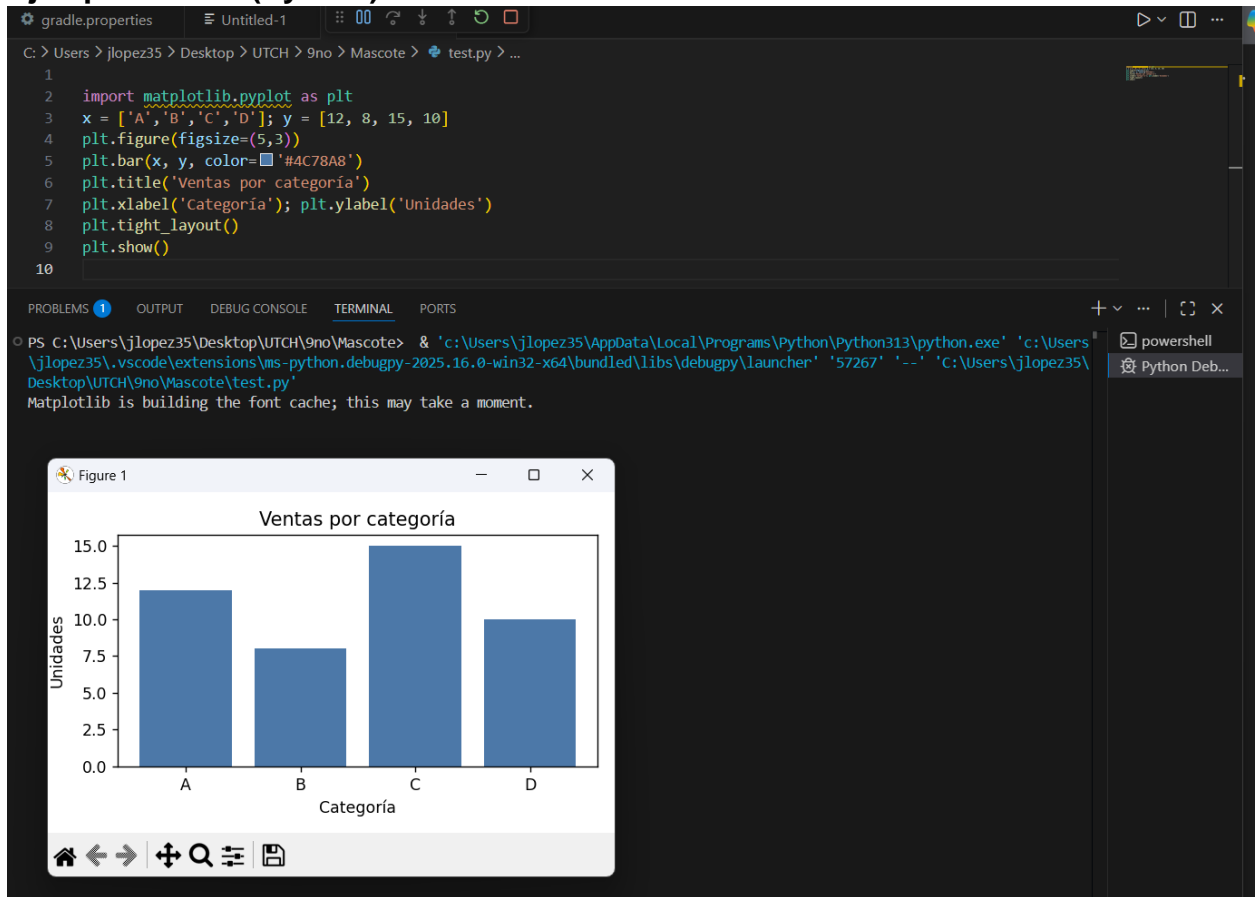 gradle.properties
Untitled-1
C: > Users > jlopez35 > Desktop > UTCH > 9no > Mascote > test.py > ...
1
2 import matplotlib.pyplot as plt
3 x = ['A','B','C','D']; y = [12, 8, 15, 10]
4 plt.figure(figsize=(5,3))
5 plt.bar(x, y, color='#4C78A8')
6 plt.title('Ventas por categoría')
7 plt.xlabel('Categoría'); plt.ylabel('Unidades')
8 plt.tight_layout()
9 plt.show()
10
PROBLEMS 1 OUTPUT DEBUG CONSOLE TERMINAL PORTS
PS C:\Users\jlopez35\Desktop\UTCH\9no\Mascote> & 'c:\Users\jlopez35\AppData\Local\Programs\Python\Python313\python.exe' 'c:\Users
\jlopez35\.vscode\extensions\ms-python.debugpy-2025.16.0-win32-x64\bundled\libs\debugpy\launcher' '57267' '--' 'C:\Users\jlopez35\
Desktop\UTCH\9no\Mascote\test.py'
Matplotlib is building the font cache; this may take a moment.
powershell
Python Deb...
Figure 1
Ventas por categoría
15.0
12.5
10.0
7.5
5.0
2.5
0.0
Unidades
A B C D
Categoría